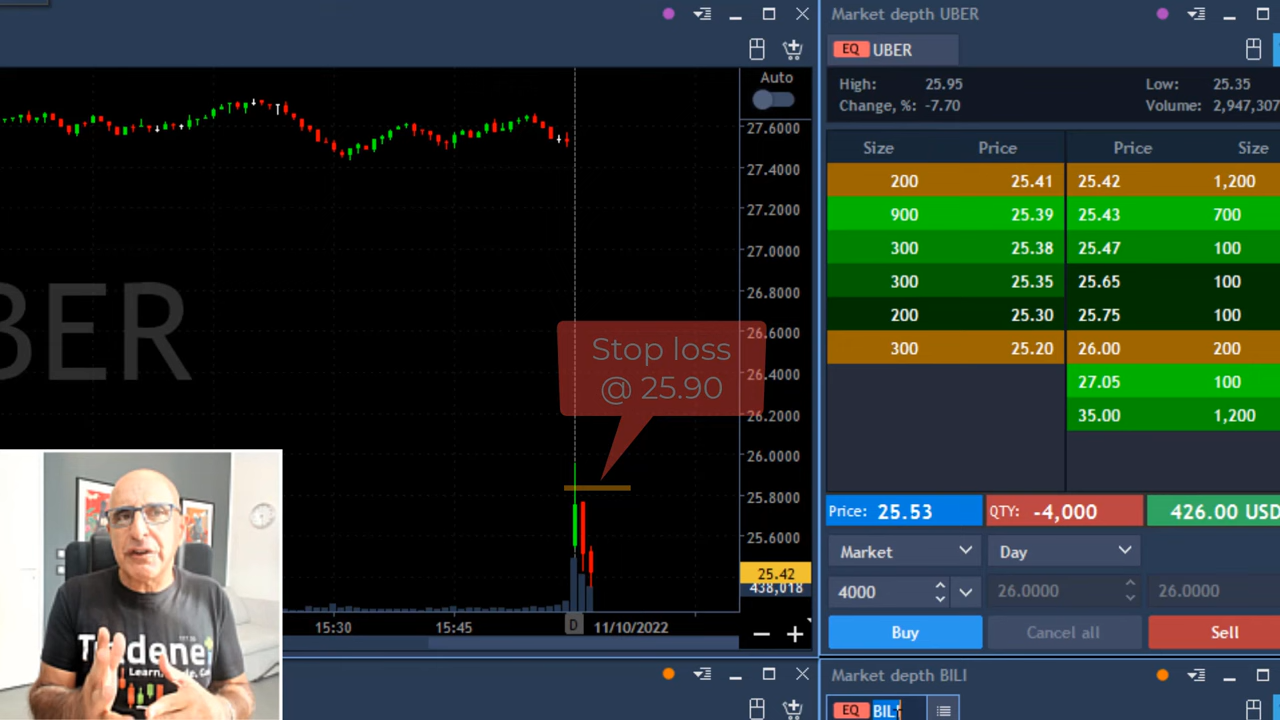 Market depth UBER
EQ UBER
High: 25.95 Low: 25.35
Change, %: -7.70 Volume: 2,947,307
Size Price Price Size
200 25.41 25.42 1,200
900 25.39 25.43 700
300 25.38 25.47 100
300 25.35 25.65 100
200 25.30 25.75 100
300 25.20 26.00 200
27.05 100
35.00 1,200
Price: 25.53 QTY: -4,000 426.00 USD
Market Day
4000 26.0000 26.0000
Buy Cancel all Sell
Auto
27.6000
27.4000
27.2000
27.0000
26.8000
26.6000
26.4000
26.2000
26.0000
25.8000
25.6000
25.42
438,018
BER
Stop loss
@ 25.90
15:30 15:45 D 11/10/2022
Market depth BILI
EQ BILI